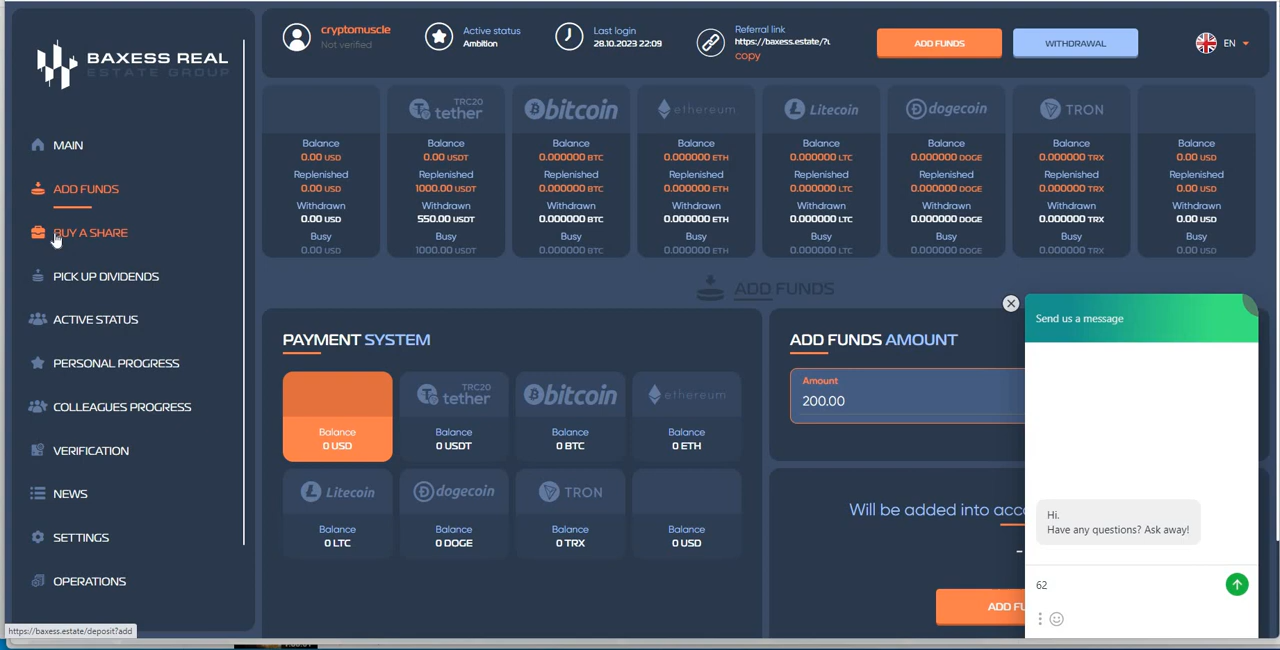 BAXESS REAL
ESTATE GROUP
MAIN
ADD FUNDS
BUY A SHARE
PICK UP DIVIDENDS
ACTIVE STATUS
PERSONAL PROGRESS
COLLEAGUES PROGRESS
VERIFICATION
NEWS
SETTINGS
OPERATIONS
https://baxess.estate/deposit?add
cryptomuscle
Not verified
Active status
Ambition
Last login
28.10.2023 22:09
Referral link
https://baxess.estate/?u
copy
ADD FUNDS
WITHDRAWAL
EN
Balance
0.00 USD
Replenished
0.00 USD
Withdrawn
0.00 USD
Busy
0.00 USD
TRC20
tether
Balance
0.00 USDT
Replenished
1000.00 USDT
Withdrawn
550.00 USDT
Busy
1000.00 USDT
bitcoin
Balance
0.000000 BTC
Replenished
0.000000 BTC
Withdrawn
0.000000 BTC
Busy
0.000000 BTC
ethereum
Balance
0.000000 ETH
Replenished
0.000000 ETH
Withdrawn
0.000000 ETH
Busy
0.000000 ETH
Litecoin
Balance
0.000000 LTC
Replenished
0.000000 LTC
Withdrawn
0.000000 LTC
Busy
0.000000 LTC
dogecoin
Balance
0.000000 DOGE
Replenished
0.000000 DOGE
Withdrawn
0.000000 DOGE
Busy
0.000000 DOGE
TRON
Balance
0.000000 TRX
Replenished
0.000000 TRX
Withdrawn
0.000000 TRX
Busy
0.000000 TRX
Balance
0.00 USD
Replenished
0.00 USD
Withdrawn
0.00 USD
Busy
0.00 USD
ADD FUNDS
PAYMENT SYSTEM
Balance
0 USD
TRC20
tether
Balance
0 USDT
bitcoin
Balance
0 BTC
ethereum
Balance
0 ETH
Litecoin
Balance
0 LTC
dogecoin
Balance
0 DOGE
TRON
Balance
0 TRX
Balance
0 USD
ADD FUNDS AMOUNT
Amount
200.00
Will be added into acco
-
ADD FU
Send us a message
Hi.
Have any questions? Ask away!
62